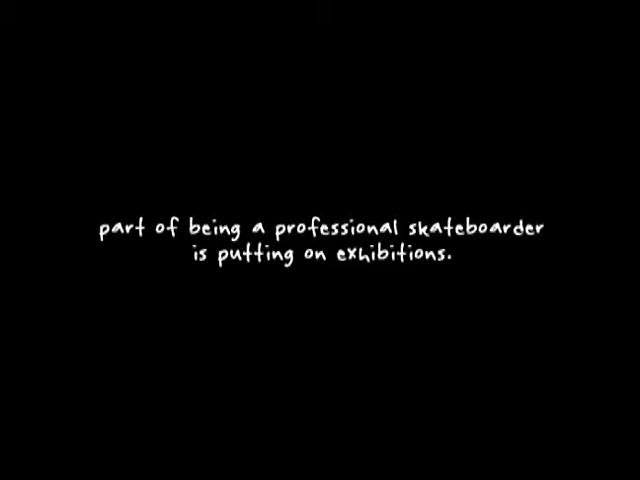 part of being a professional skateboarder
is putting on exhibitions.